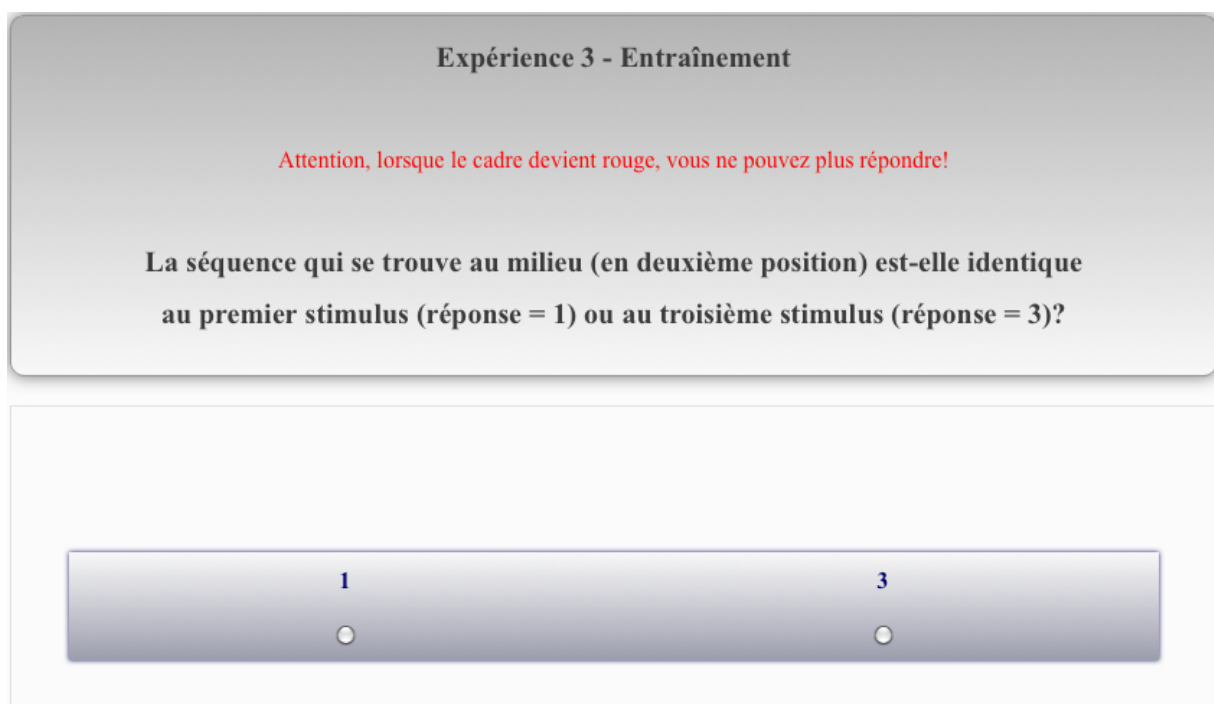 Expérience 3 - Entraînement
Attention, lorsque le cadre devient rouge, vous ne pouvez plus répondre!
La séquence qui se trouve au milieu (en deuxième position) est-elle identique
au premier stimulus (réponse = 1) ou au troisième stimulus (réponse = 3)?
1 3